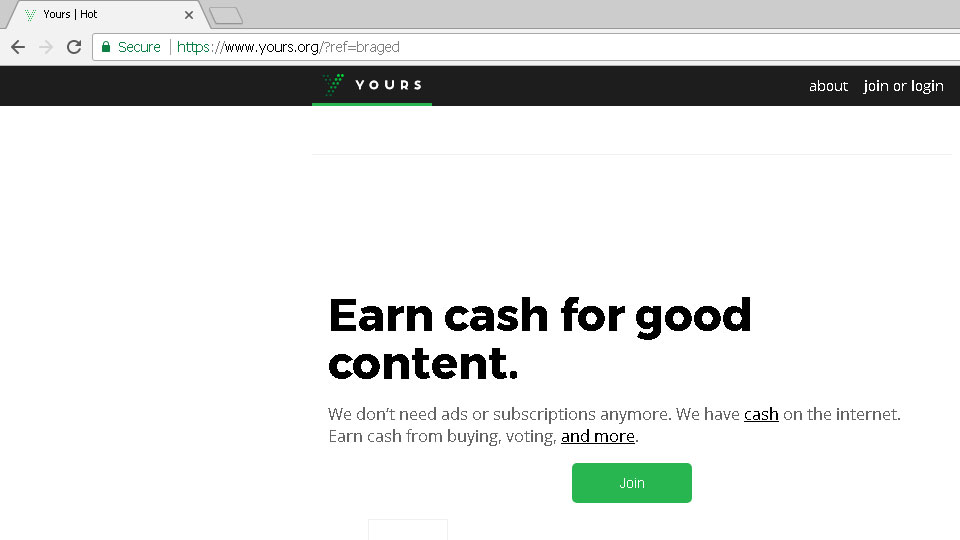 Yours | Hot
Secure https://www.yours.org/?ref=braged
YOURS about join or login
Earn cash for good
content.
We don't need ads or subscriptions anymore. We have cash on the internet.
Earn cash from buying, voting, and more.
Join